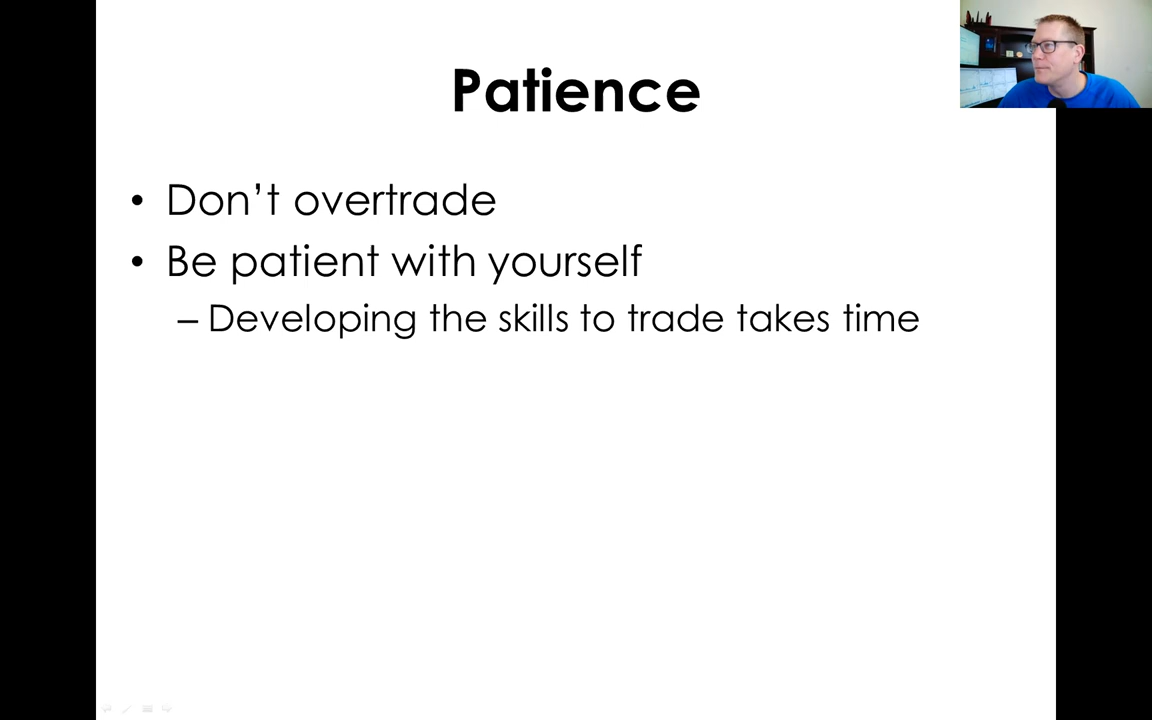 Patience
• Don’t overtrade
• Be patient with yourself
– Developing the skills to trade takes time